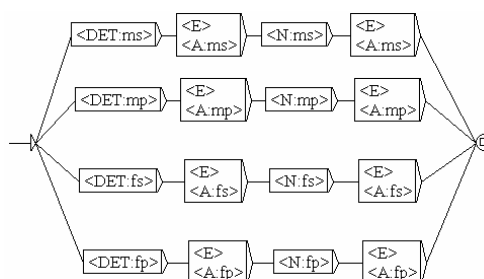 <E>
<DET:ms> <A:ms> <N:ms> <E>
<A:ms>
<E>
<DET:mp> <A:mp> <N:mp> <E>
<A:mp>
<E>
<DET:fs> <A:fs> <N:fs> <E>
<A:fs>
<E>
<DET:fp> <A:fp> <N:fp> <E>
<A:fp>